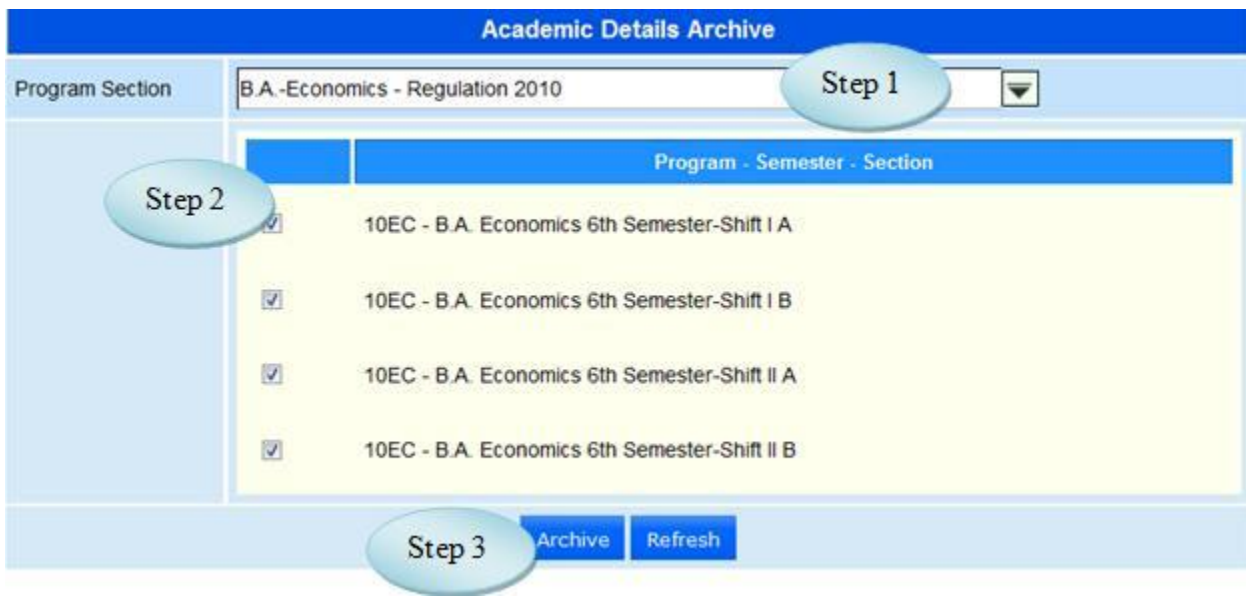 Academic Details Archive
Program Section
B.A.-Economics - Regulation 2010
Step 1
Program - Semester - Section
Step 2
10EC - B.A. Economics 6th Semester-Shift I A
10EC - B.A. Economics 6th Semester-Shift I B
10EC - B.A. Economics 6th Semester-Shift II A
10EC - B.A. Economics 6th Semester-Shift II B
Step 3
Archive
Refresh